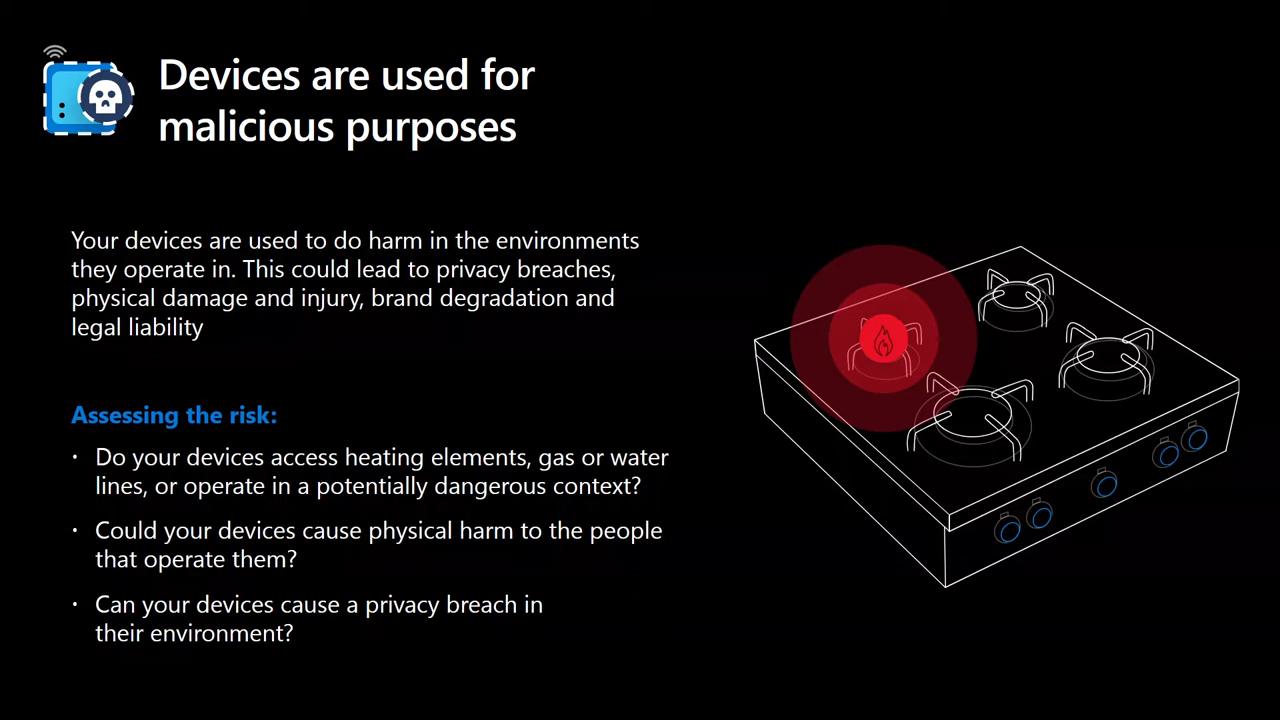 Devices are used for
malicious purposes
Your devices are used to do harm in the environments
they operate in. This could lead to privacy breaches,
physical damage and injury, brand degradation and
legal liability
Assessing the risk:
· Do your devices access heating elements, gas or water
lines, or operate in a potentially dangerous context?
· Could your devices cause physical harm to the people
that operate them?
· Can your devices cause a privacy breach in
their environment?